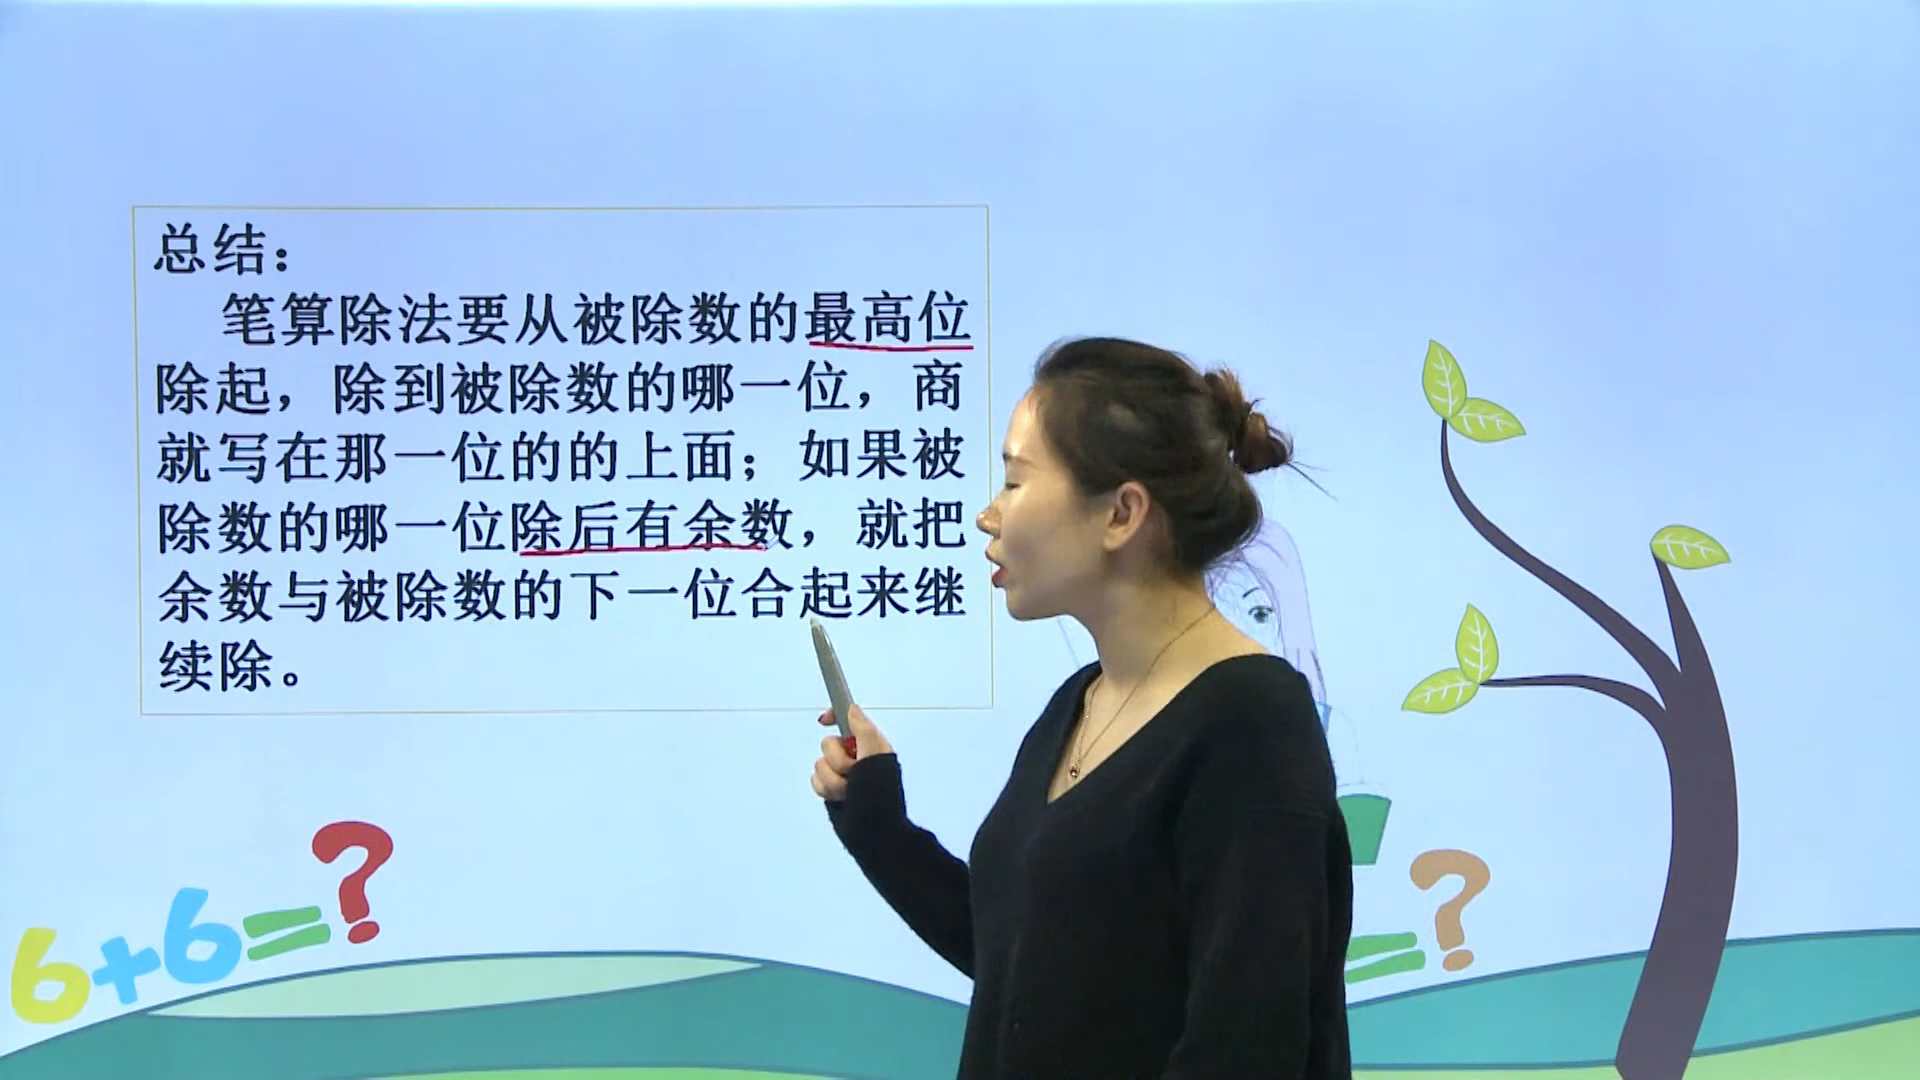 总结：
笔算除法要从被除数的最高位
除起，除到被除数的哪一位，商
就写在那一位的的上面；如果被
除数的哪一位除后有余数，就把
余数与被除数的下一位合起来继
续除。
6+6=?
=?